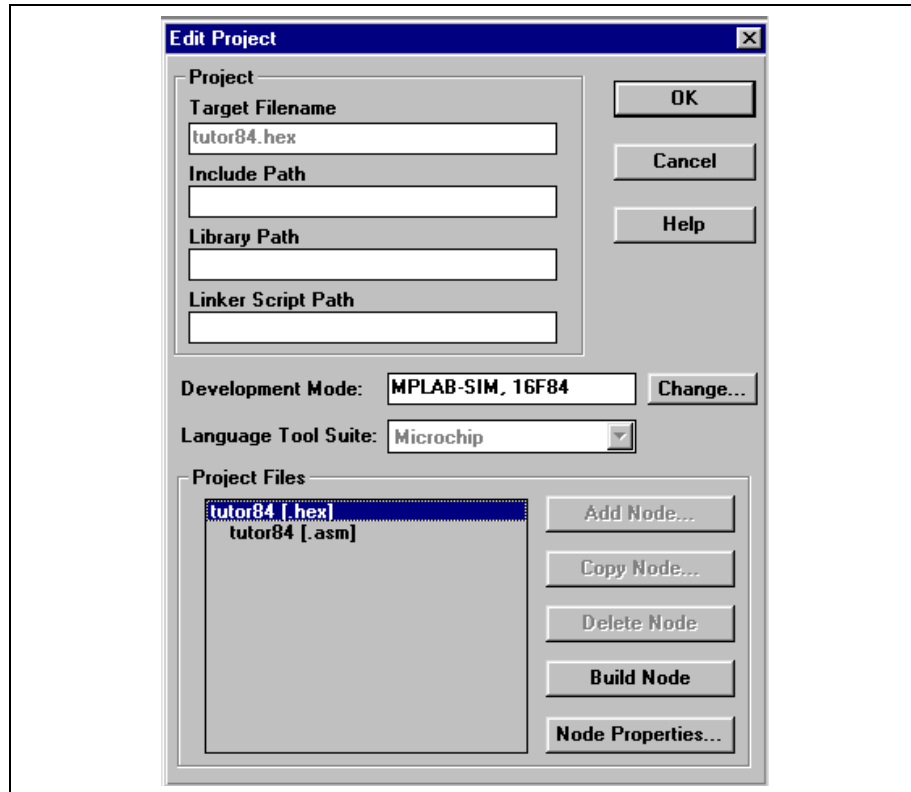 Edit Project
Project
Target Filename
tutor84.hex
Include Path
Library Path
Linker Script Path
OK
Cancel
Help
Development Mode: MPLAB-SIM, 16F84 Change...
Language Tool Suite: Microchip
Project Files
tutor84 [.hex]
tutor84 [.asm]
Add Node...
Copy Node...
Delete Node
Build Node
Node Properties...